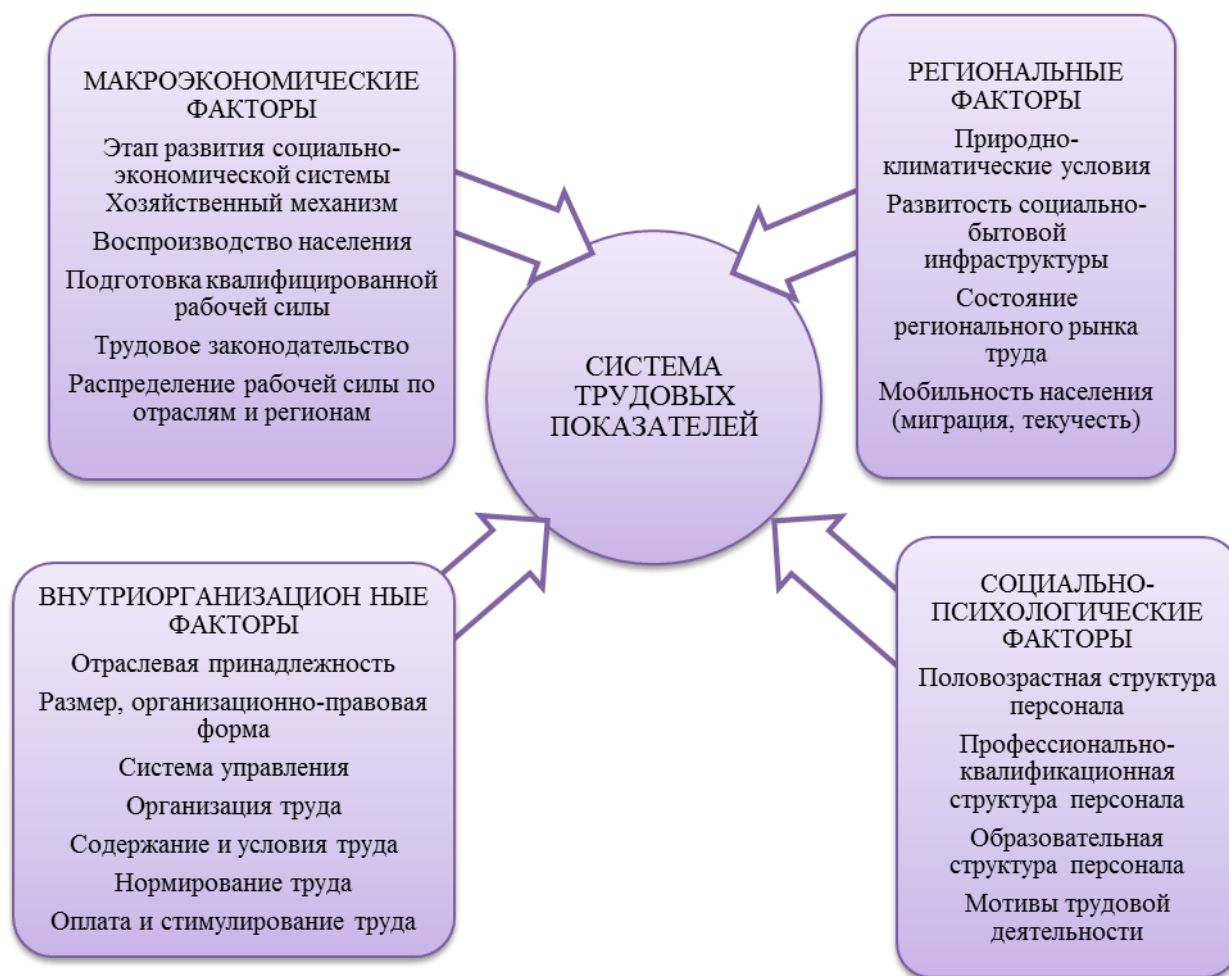 МАКРОЭКОНОМИЧЕСКИЕ
ФАКТОРЫ
Этап развития социально-
экономической системы
Хозяйственный механизм
Воспроизводство населения
Подготовка квалифицированной
рабочей силы
Трудовое законодательство
Распределение рабочей силы по
отраслям и регионам
РЕГИОНАЛЬНЫЕ
ФАКТОРЫ
Природно-
климатические условия
Развитость социально-
бытовой
инфраструктуры
Состояние
регионального рынка
труда
Мобильность населения
(миграция, текучесть)
СИСТЕМА
ТРУДОВЫХ
ПОКАЗАТЕЛЕЙ
ВНУТРИОРГАНИЗАЦИОН НЫЕ
ФАКТОРЫ
Отраслевая принадлежность
Размер, организационно-правовая
форма
Система управления
Организация труда
Содержание и условия труда
Нормирование труда
Оплата и стимулирование труда
СОЦИАЛЬНО-
ПСИХОЛОГИЧЕСКИЕ
ФАКТОРЫ
Половозрастная структура
персонала
Профессионально-
квалификационная
структура персонала
Образовательная
структура персонала
Мотивы трудовой
деятельности